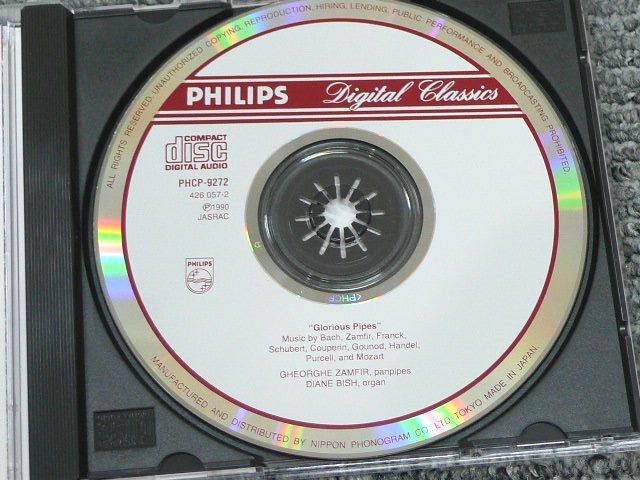 ALL RIGHTS RESERVED. UNAUTHORIZED COPYING, REPRODUCTION, HIRING, LENDING, PUBLIC PERFORMANCE AND BROADCASTING PROHIBITED.
PHILIPS Digital Classics
COMPACT
disc
DIGITAL AUDIO
PHCP-9272
426 057-2
Ⓟ1990
JASRAC
PHILIPS
"Glorious Pipes"
Music by Bach, Zamfir, Franck,
Schubert, Couperin, Gounod, Handel,
Purcell, and Mozart
GHEORGHE ZAMFIR, panpipes
DIANE BISH, organ
MANUFACTURED AND DISTRIBUTED BY NIPPON PHONOGRAM CO., LTD. TOKYO MADE IN JAPAN.